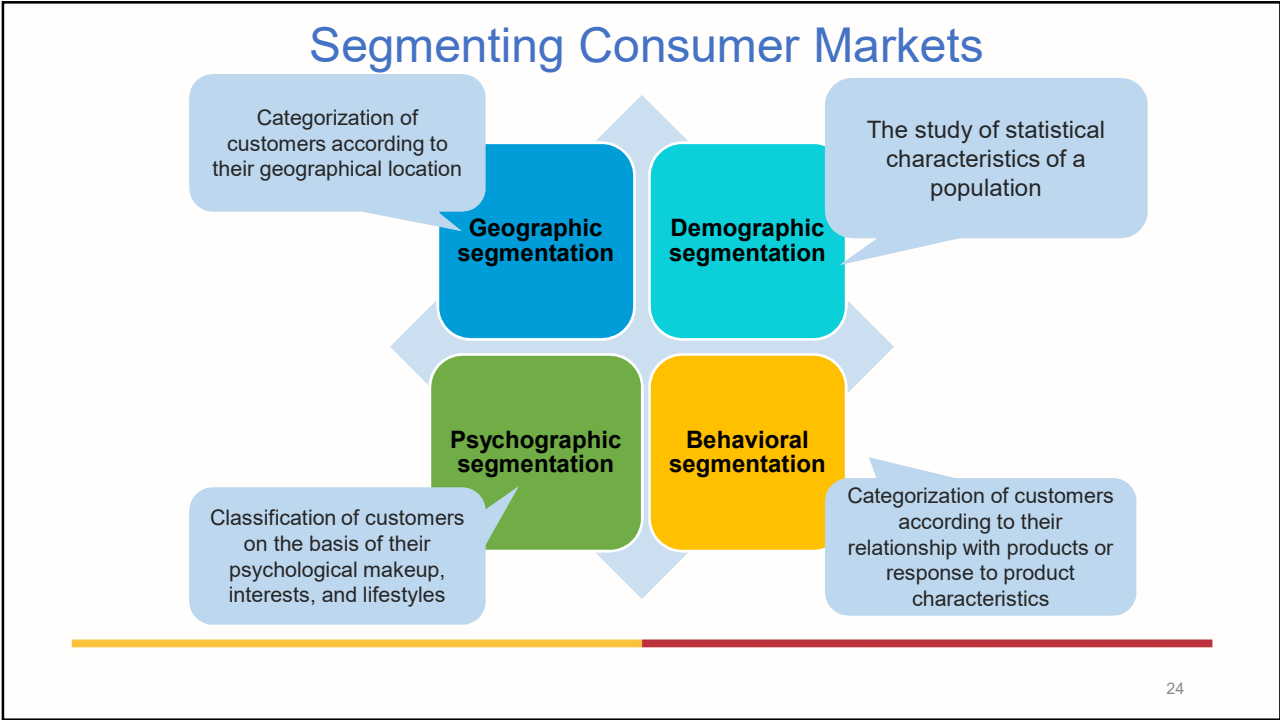 Segmenting Consumer Markets
Categorization of
customers according to
their geographical location
The study of statistical
characteristics of a
population
Geographic
segmentation
Demographic
segmentation
Psychographic
segmentation
Behavioral
segmentation
Classification of customers
on the basis of their
psychological makeup,
interests, and lifestyles
Categorization of customers
according to their
relationship with products or
response to product
characteristics
24